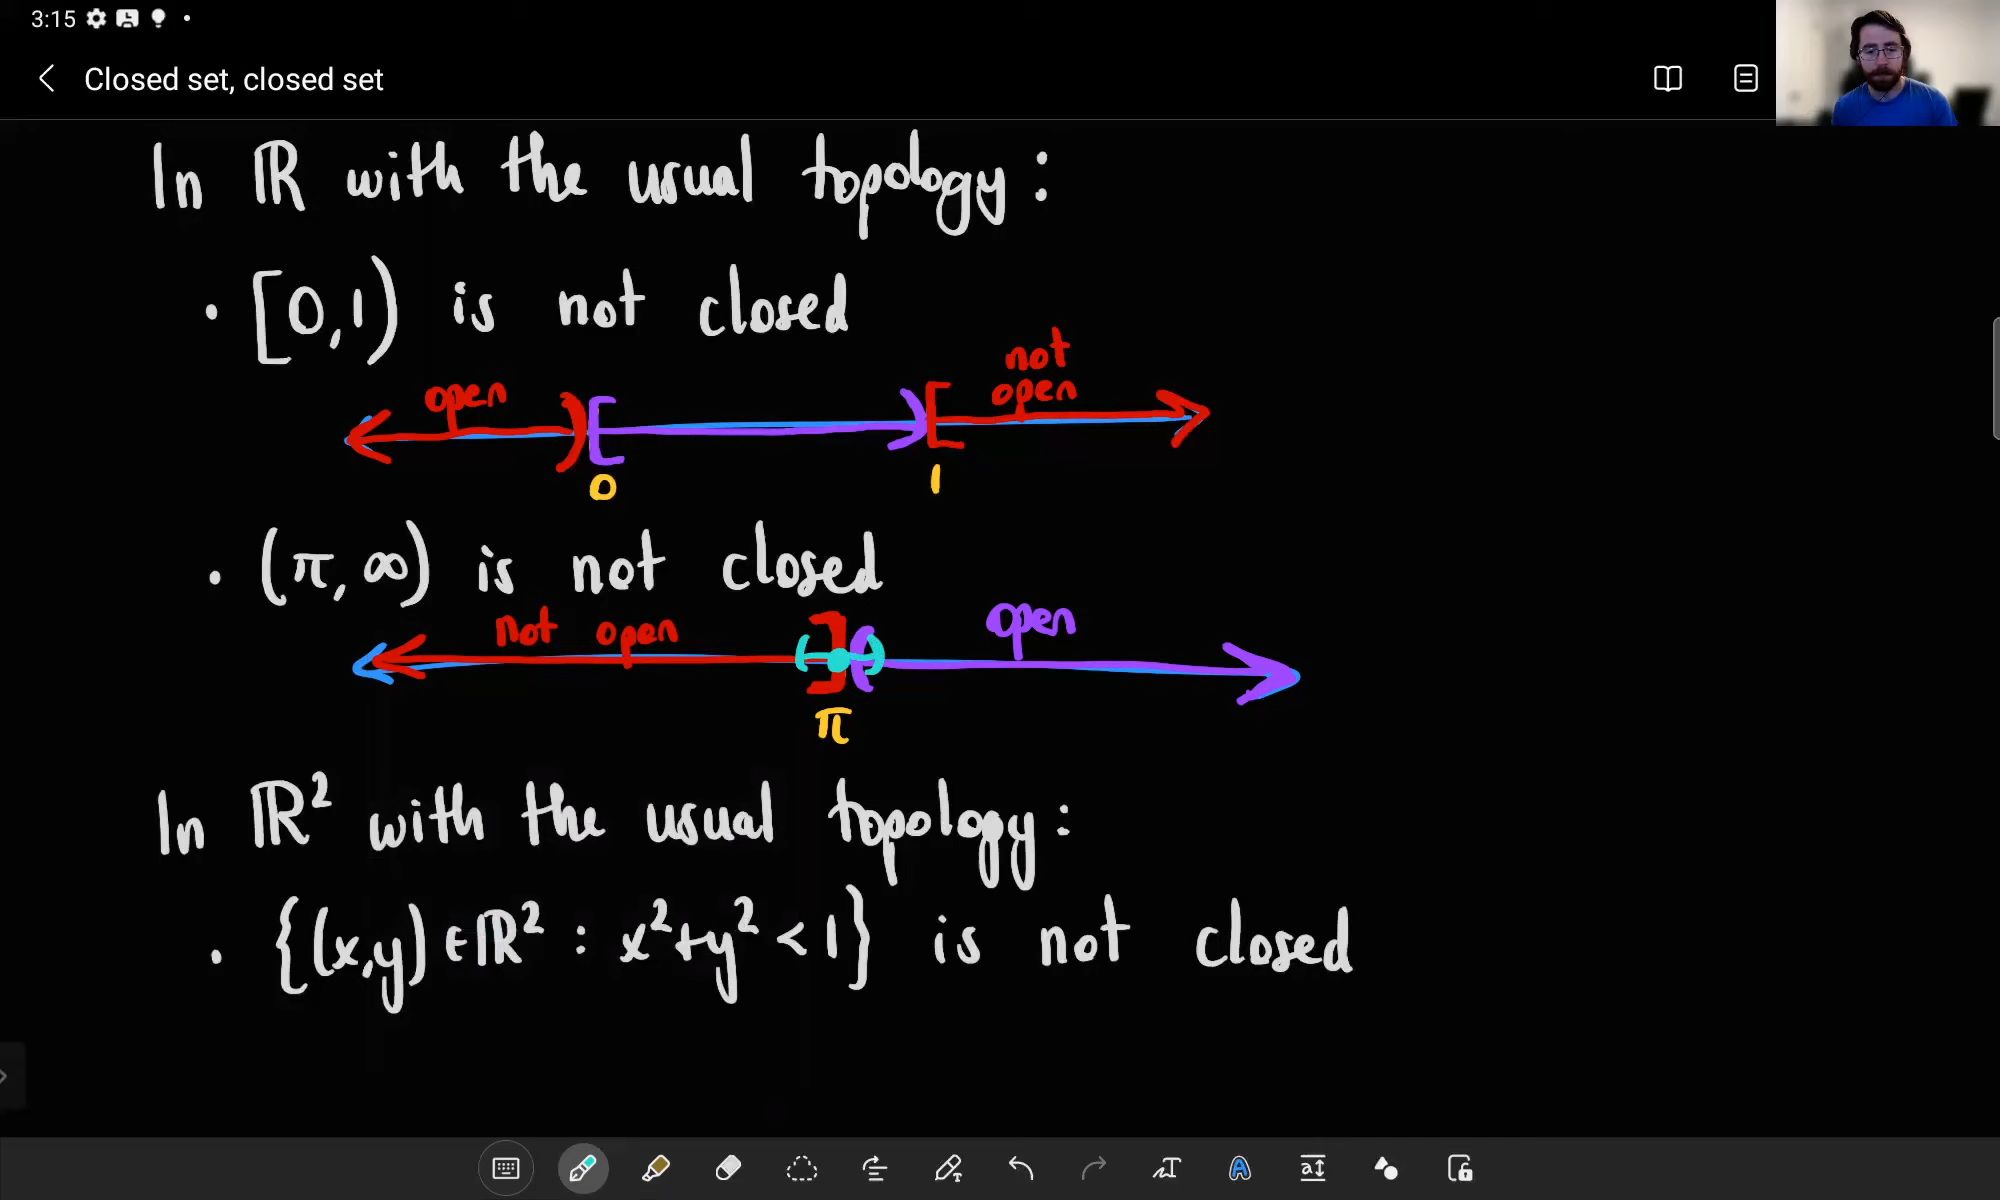 3:15
Closed set, closed set
In ℝ with the usual topology:
• [0,1) is not closed
not
open open
0 1
• (π,∞) is not closed
not open open
π
In ℝ² with the usual topology:
• {(x,y) ∈ ℝ² : x²+y² < 1} is not closed